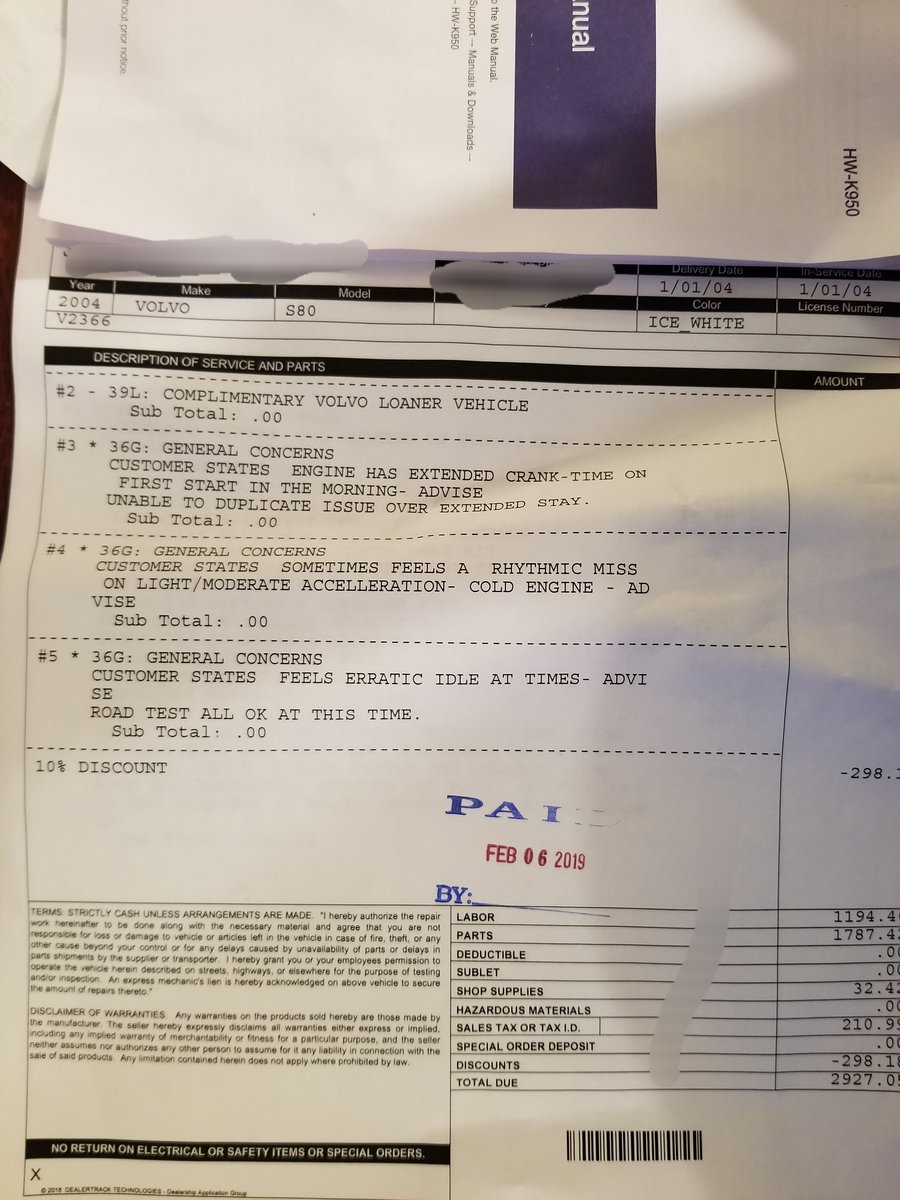 nual
o the Web Manual.
Support → Manuals & Downloads →
→ HW-K950
thout prior notice.
HW-K950
Delivery Date In-Service Date
1/01/04 1/01/04
Year Make Model Color License Number
2004 VOLVO S80
V2366 ICE_WHITE
DESCRIPTION OF SERVICE AND PARTS AMOUNT
#2 - 39L: COMPLIMENTARY VOLVO LOANER VEHICLE
Sub Total: .00
#3 * 36G: GENERAL CONCERNS
CUSTOMER STATES ENGINE HAS EXTENDED CRANK-TIME ON
FIRST START IN THE MORNING- ADVISE
UNABLE TO DUPLICATE ISSUE OVER EXTENDED STAY.
Sub Total: .00
#4 * 36G: GENERAL CONCERNS
CUSTOMER STATES SOMETIMES FEELS A RHYTHMIC MISS
ON LIGHT/MODERATE ACCELLERATION- COLD ENGINE - AD
VISE
Sub Total: .00
#5 * 36G: GENERAL CONCERNS
CUSTOMER STATES FEELS ERRATIC IDLE AT TIMES- ADVI
SE
ROAD TEST ALL OK AT THIS TIME.
Sub Total: .00
10% DISCOUNT -298.1
PAI
FEB 06 2019
BY:
TERMS: STRICTLY CASH UNLESS ARRANGEMENTS ARE MADE. "I hereby authorize the repair
work hereinafter to be done along with the necessary material and agree that you are not
responsible for loss or damage to vehicle or articles left in the vehicle in case of fire, theft, or any
other cause beyond your control or for any delays caused by unavailability of parts or delays in
parts shipments by the supplier or transporter. I hereby grant you or your employees permission to
operate the vehicle herein described on streets, highways, or elsewhere for the purpose of testing
and/or inspection. An express mechanic's lien is hereby acknowledged on above vehicle to secure
the amount of repairs thereto."
DISCLAIMER OF WARRANTIES. Any warranties on the products sold hereby are those made by
the manufacturer. The seller hereby expressly disclaims all warranties either express or implied,
including any implied warranty of merchantability or fitness for a particular purpose, and the seller
neither assumes nor authorizes any other person to assume for it any liability in connection with the
sale of said products. Any limitation contained herein does not apply where prohibited by law.
LABOR 1194.4
PARTS 1787.4
DEDUCTIBLE .00
SUBLET .00
SHOP SUPPLIES 32.42
HAZARDOUS MATERIALS .00
SALES TAX OR TAX I.D. 210.99
SPECIAL ORDER DEPOSIT .00
DISCOUNTS -298.18
TOTAL DUE 2927.05
NO RETURN ON ELECTRICAL OR SAFETY ITEMS OR SPECIAL ORDERS.
X
© 2016 DEALERTRACK TECHNOLOGIES - Dealership Application Group